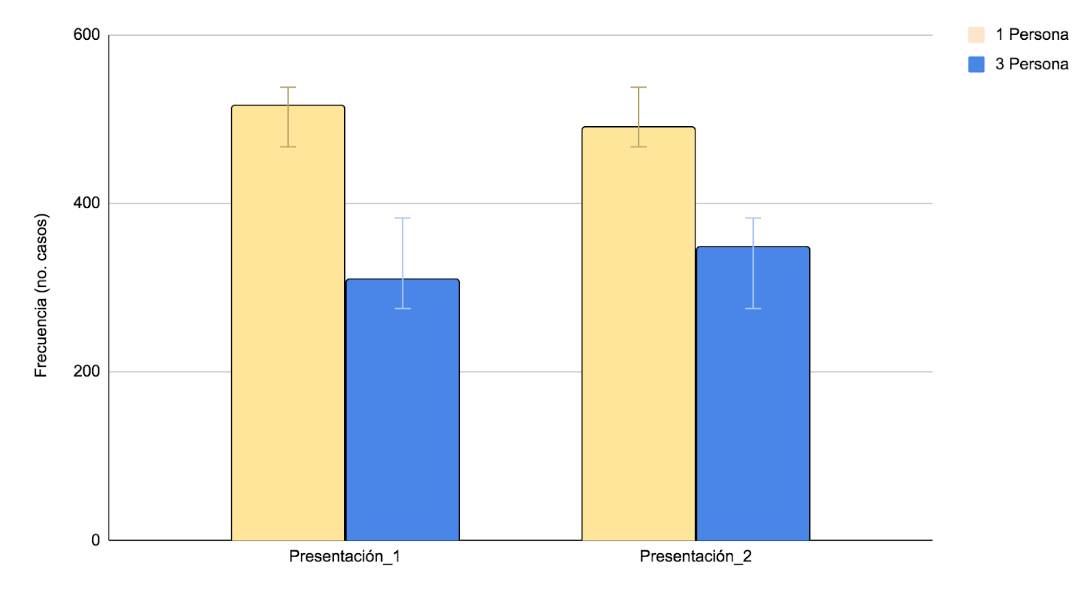 600
400
200
0
Frecuencia (no. casos)
Presentación_1
Presentación_2
1 Persona
3 Persona